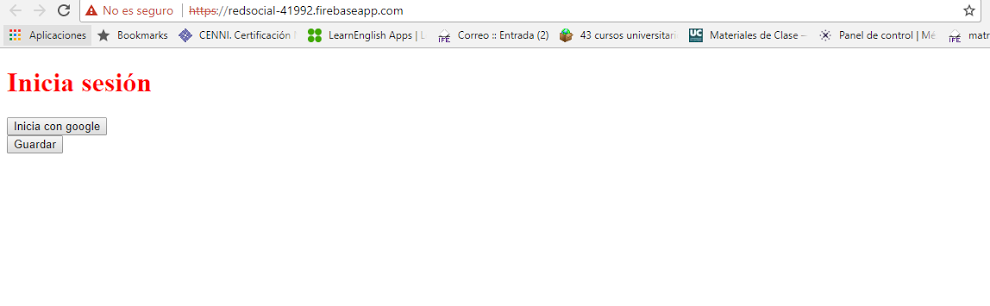 No es seguro | https://redsocial-41992.firebaseapp.com
Aplicaciones Bookmarks CENNI. Certificación LearnEnglish Apps | L Correo :: Entrada (2) 43 cursos universitari Materiales de Clase – Panel de control | Mé matr
Inicia sesión
Inicia con google
Guardar